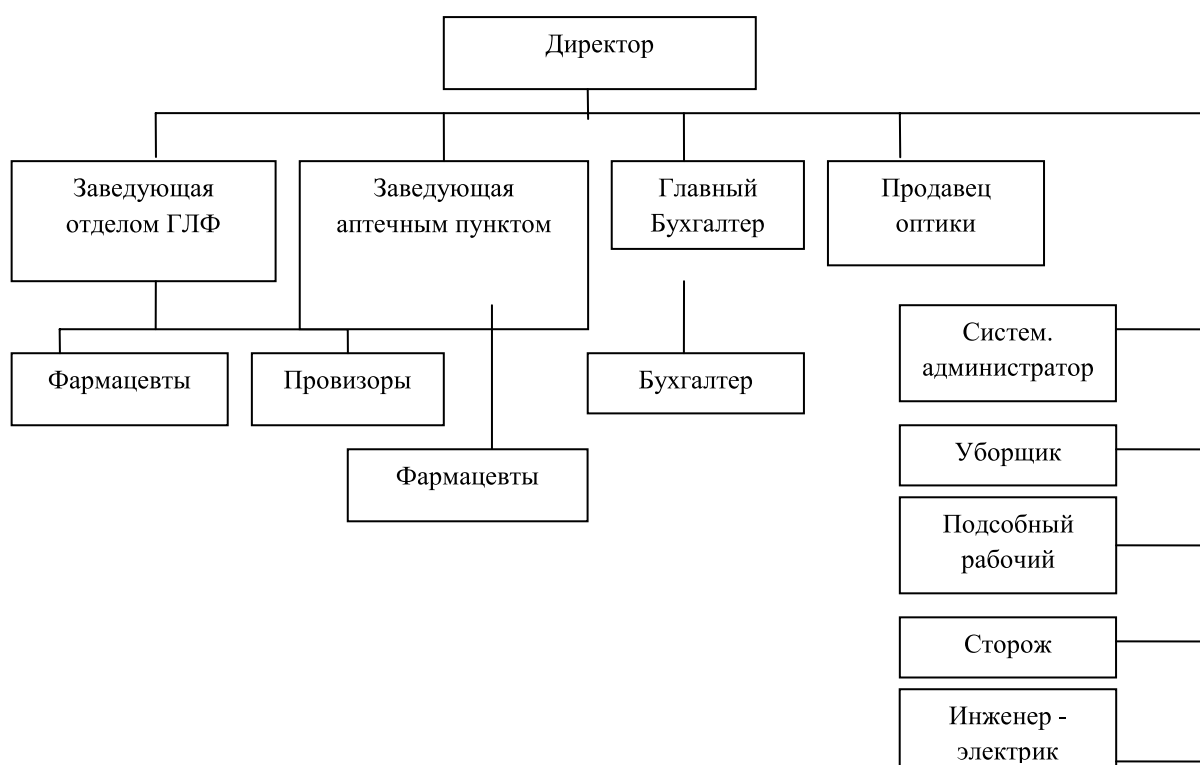 Директор
Заведующая
отделом ГЛФ
Заведующая
аптечным пунктом
Главный
Бухгалтер
Продавец
оптики
Фармацевты
Провизоры
Фармацевты
Бухгалтер
Систем.
администратор
Уборщик
Подсобный
рабочий
Сторож
Инженер -
электрик